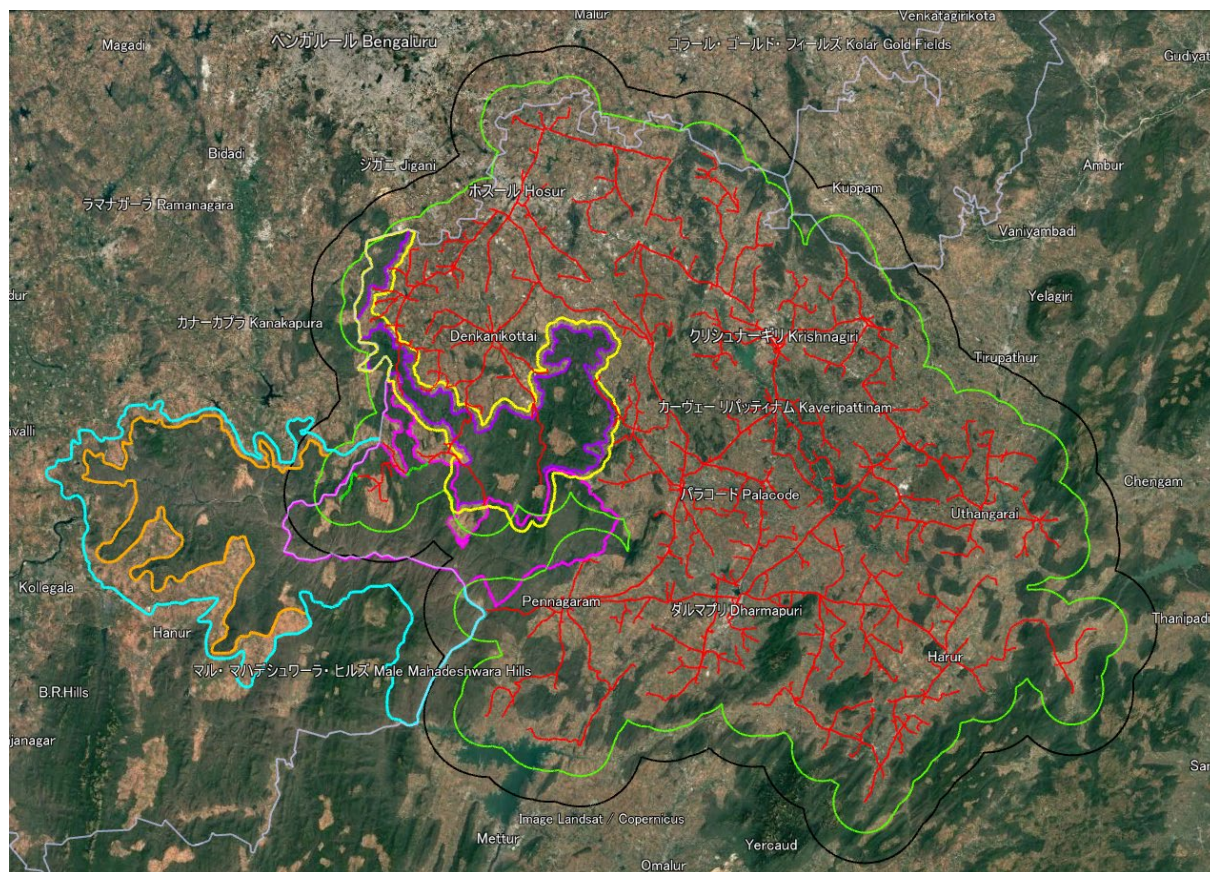 Malur
Venkatagirikota
Magadi
ベンガルール Bengaluru
コラール・ゴールド・フィールズ Kolar Gold Fields
Gudiyat
Bidadi
ジガニ Jigani
Ambur
ホスール Hosur
Kuppam
ラマナガーラ Ramanagara
Vaniyambadi
dur
Yelagiri
カナーカプラ Kanakapura
Denkanikottai
クリシュナーギリ Krishnagiri
Tirupathur
カーヴェー リパッティナム Kaveripattinam
avalli
Chengam
パラコード Palacode
Uthangarai
Kollegala
Pennagaram
ダルマプリ Dharmapuri
Thanipadi
Hanur
Harur
マル・マハデシュワーラ・ヒルズ Male Mahadeshwara Hills
B.R.Hills
njanagar
Sar
Image Landsat / Copernicus
Mettur
Yercaud
Omalur